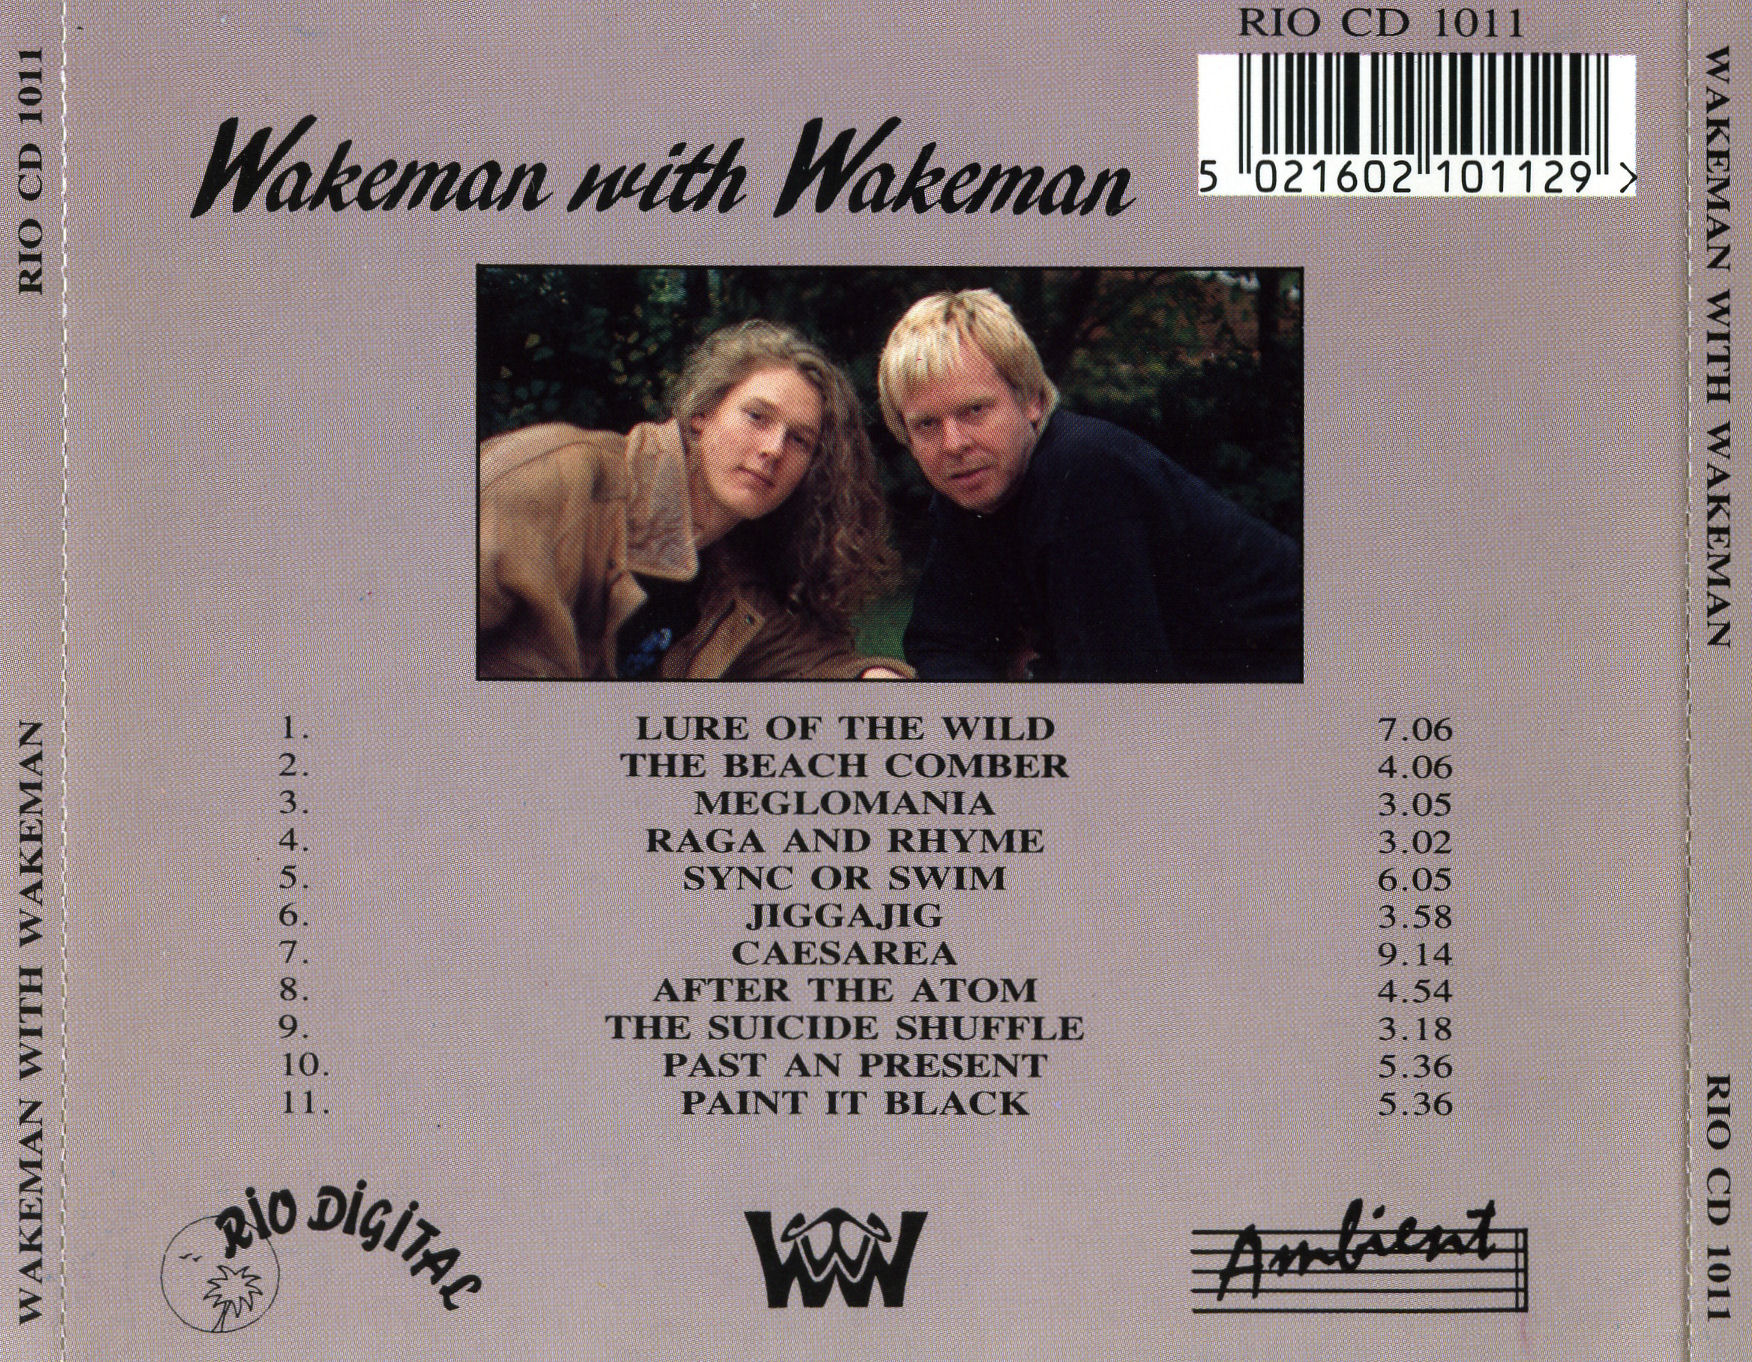 RIO CD 1011
5 021602 101129 >
Wakeman with Wakeman
1. LURE OF THE WILD 7.06
2. THE BEACH COMBER 4.06
3. MEGLOMANIA 3.05
4. RAGA AND RHYME 3.02
5. SYNC OR SWIM 6.05
6. JIGGAJIG 3.58
7. CAESAREA 9.14
8. AFTER THE ATOM 4.54
9. THE SUICIDE SHUFFLE 3.18
10. PAST AN PRESENT 5.36
11. PAINT IT BLACK 5.36
RIO DIGITAL
WWW
Ambient
WAKEMAN WITH WAKEMAN RIO CD 1011
WAKEMAN WITH WAKEMAN RIO CD 1011